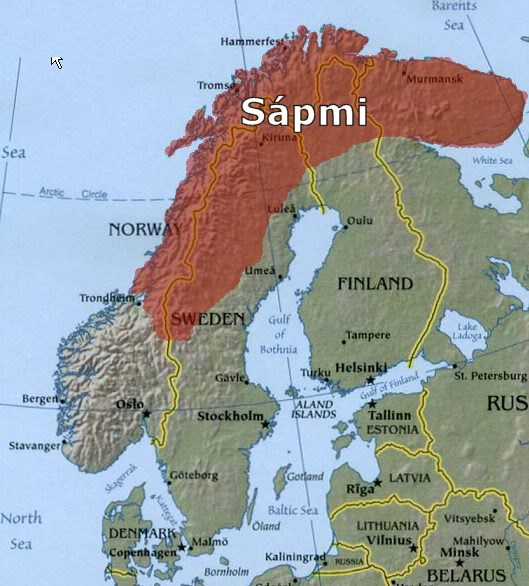 Barents
Sea
Hammerfest
Tromsø
Murmansk
Sápmi
Kiruna
Sea
White Sea
Arctic Circle
Luleå
Oulu
NORWAY
Umeå
FINLAND
Trondheim
SWEDEN
Gulf
of
Bothnia
Tampere
Lake
Ladoga
Helsinki
Turku
Gulf of Finland
St. Petersburg
Gävle
Bergen
Oslo
ALAND
ISLANDS
RUS
Stockholm
Tallinn
ESTONIA
Stavanger
Skagerrak
Göteborg
Gotland
LATVIA
Rīga
Kattegat
Baltic Sea
North
Sea
Öland
LITHUANIA
Vitsyebsk
DENMARK
Malmö
Vilnius
Mahilyow
Copenhagen
Kaliningrad
RUSSIA
Minsk
Bornholm
BELARUS